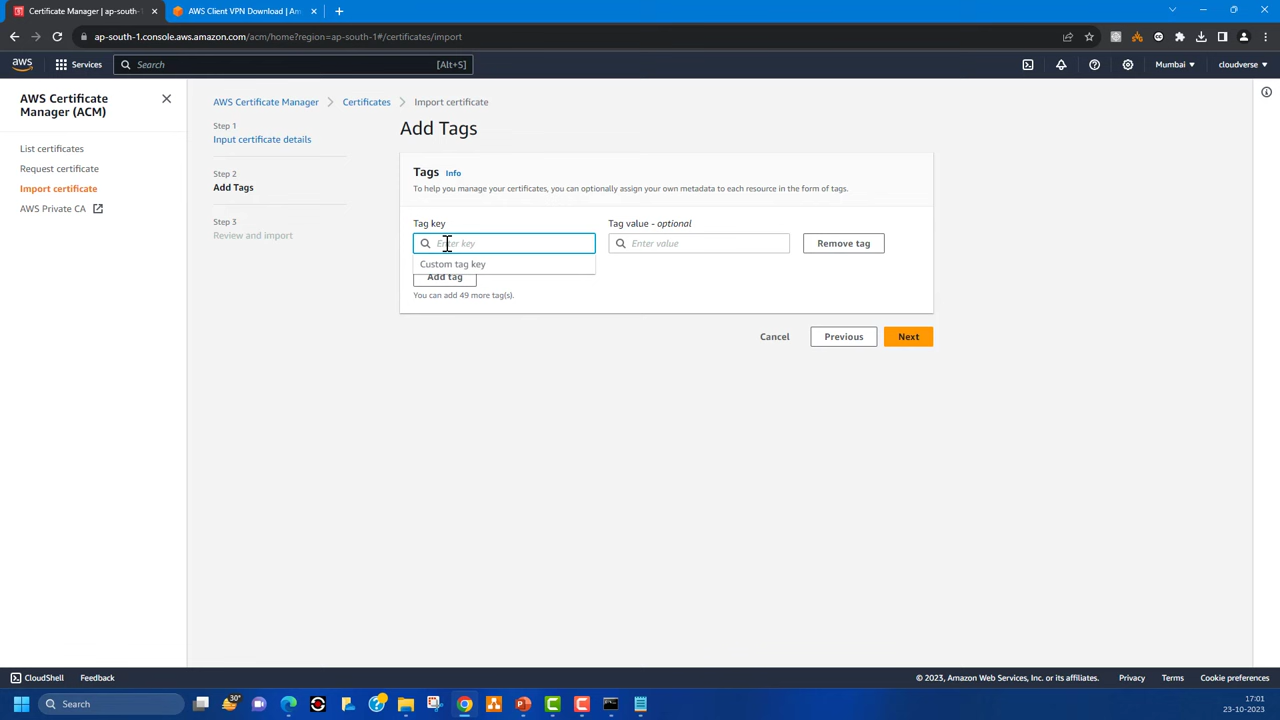 Certificate Manager | ap-south-1
AWS Client VPN Download | Am
ap-south-1.console.aws.amazon.com/acm/home?region=ap-south-1#/certificates/import
aws
Services
Search
[Alt+S]
Mumbai
cloudverse
AWS Certificate
Manager (ACM)
List certificates
Request certificate
Import certificate
AWS Private CA
AWS Certificate Manager
Certificates
Import certificate
Step 1
Input certificate details
Step 2
Add Tags
Step 3
Review and import
Add Tags
Tags Info
To help you manage your certificates, you can optionally assign your own metadata to each resource in the form of tags.
Tag key
Tag value - optional
Enter key
Enter value
Remove tag
Custom tag key
Add tag
You can add 49 more tag(s).
Cancel
Previous
Next
CloudShell
Feedback
© 2023, Amazon Web Services, Inc. or its affiliates.
Privacy
Terms
Cookie preferences
Search
30°
17:01
23-10-2023